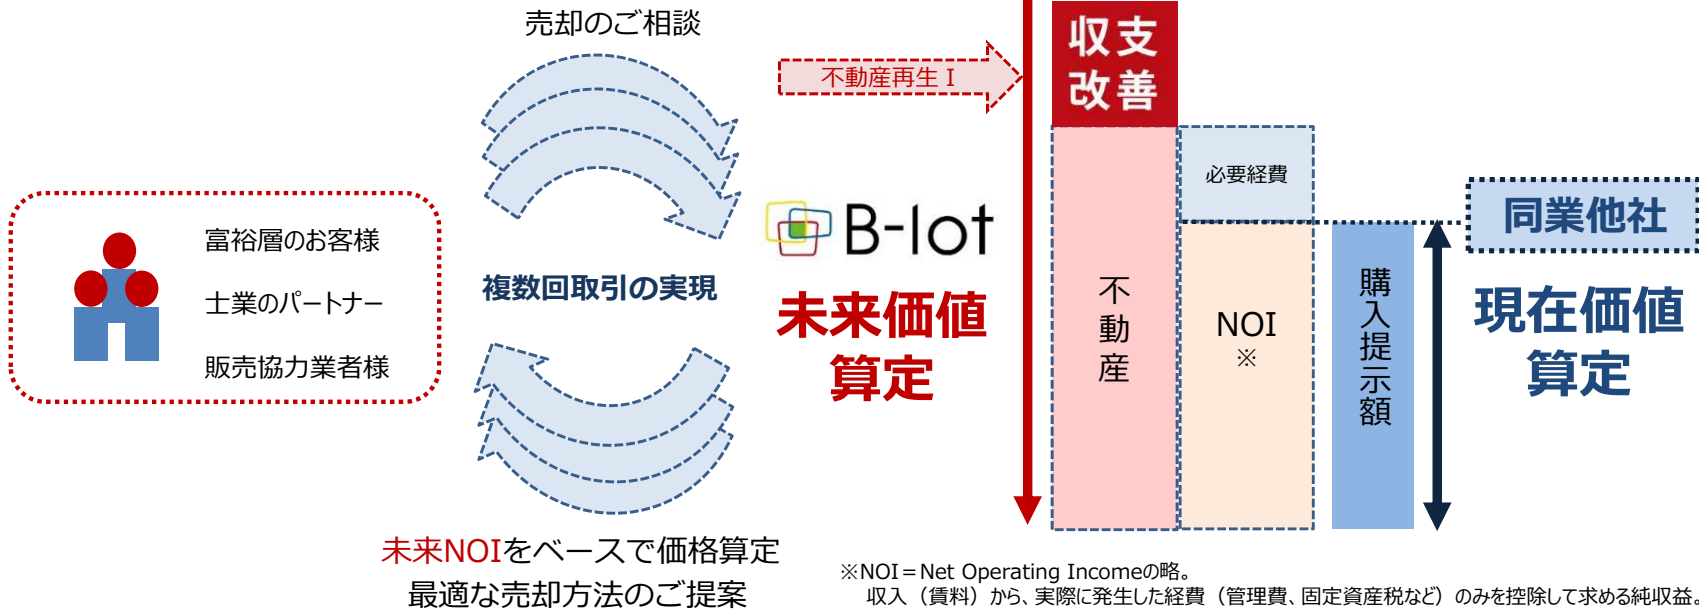 売却のご相談
富裕層のお客様
士業のパートナー
販売協力業者様
複数回取引の実現
未来NOIをベースで価格算定
最適な売却方法のご提案
不動産再生Ⅰ
B-lot
未来価値
算定
収支
改善
不動産
必要経費
NOI
※
購入提示額
同業他社
現在価値
算定
※NOI＝Net Operating Incomeの略。
収入（賃料）から、実際に発生した経費（管理費、固定資産税など）のみを控除して求める純収益。